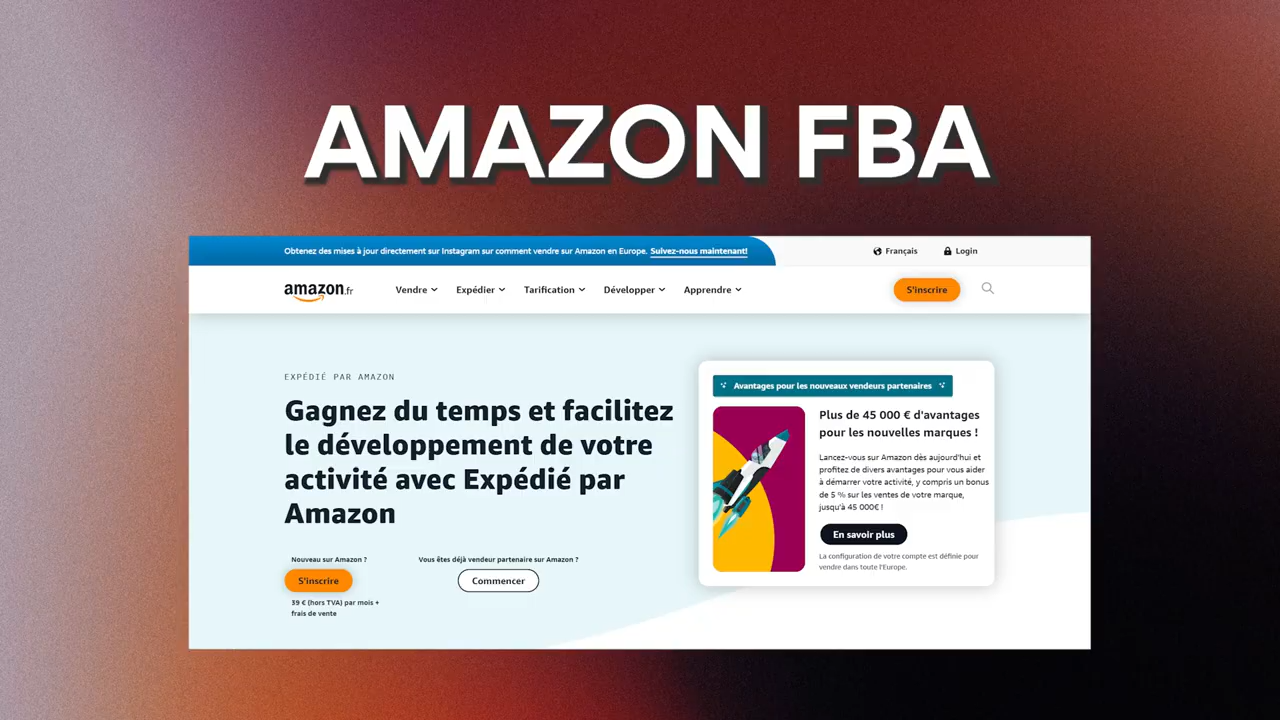 AMAZON FBA
Obtenez des mises à jour directement sur Instagram sur comment vendre sur Amazon en Europe. Suivez-nous maintenant!
Français
Login
amazon.fr
Vendre
Expédier
Tarification
Développer
Apprendre
S'inscrire
EXPÉDIÉ PAR AMAZON
Gagnez du temps et facilitez
le développement de votre
activité avec Expédié par
Amazon
Nouveau sur Amazon ?
S'inscrire
39 € (hors TVA) par mois +
frais de vente
Vous êtes déjà vendeur partenaire sur Amazon ?
Commencer
Avantages pour les nouveaux vendeurs partenaires
Plus de 45 000 € d'avantages
pour les nouvelles marques !
Lancez-vous sur Amazon dès aujourd'hui et
profitez de divers avantages pour vous aider
à démarrer votre activité, y compris un bonus
de 5 % sur les ventes de votre marque,
jusqu'à 45 000€ !
En savoir plus
La configuration de votre compte est définie pour
vendre dans toute l'Europe.